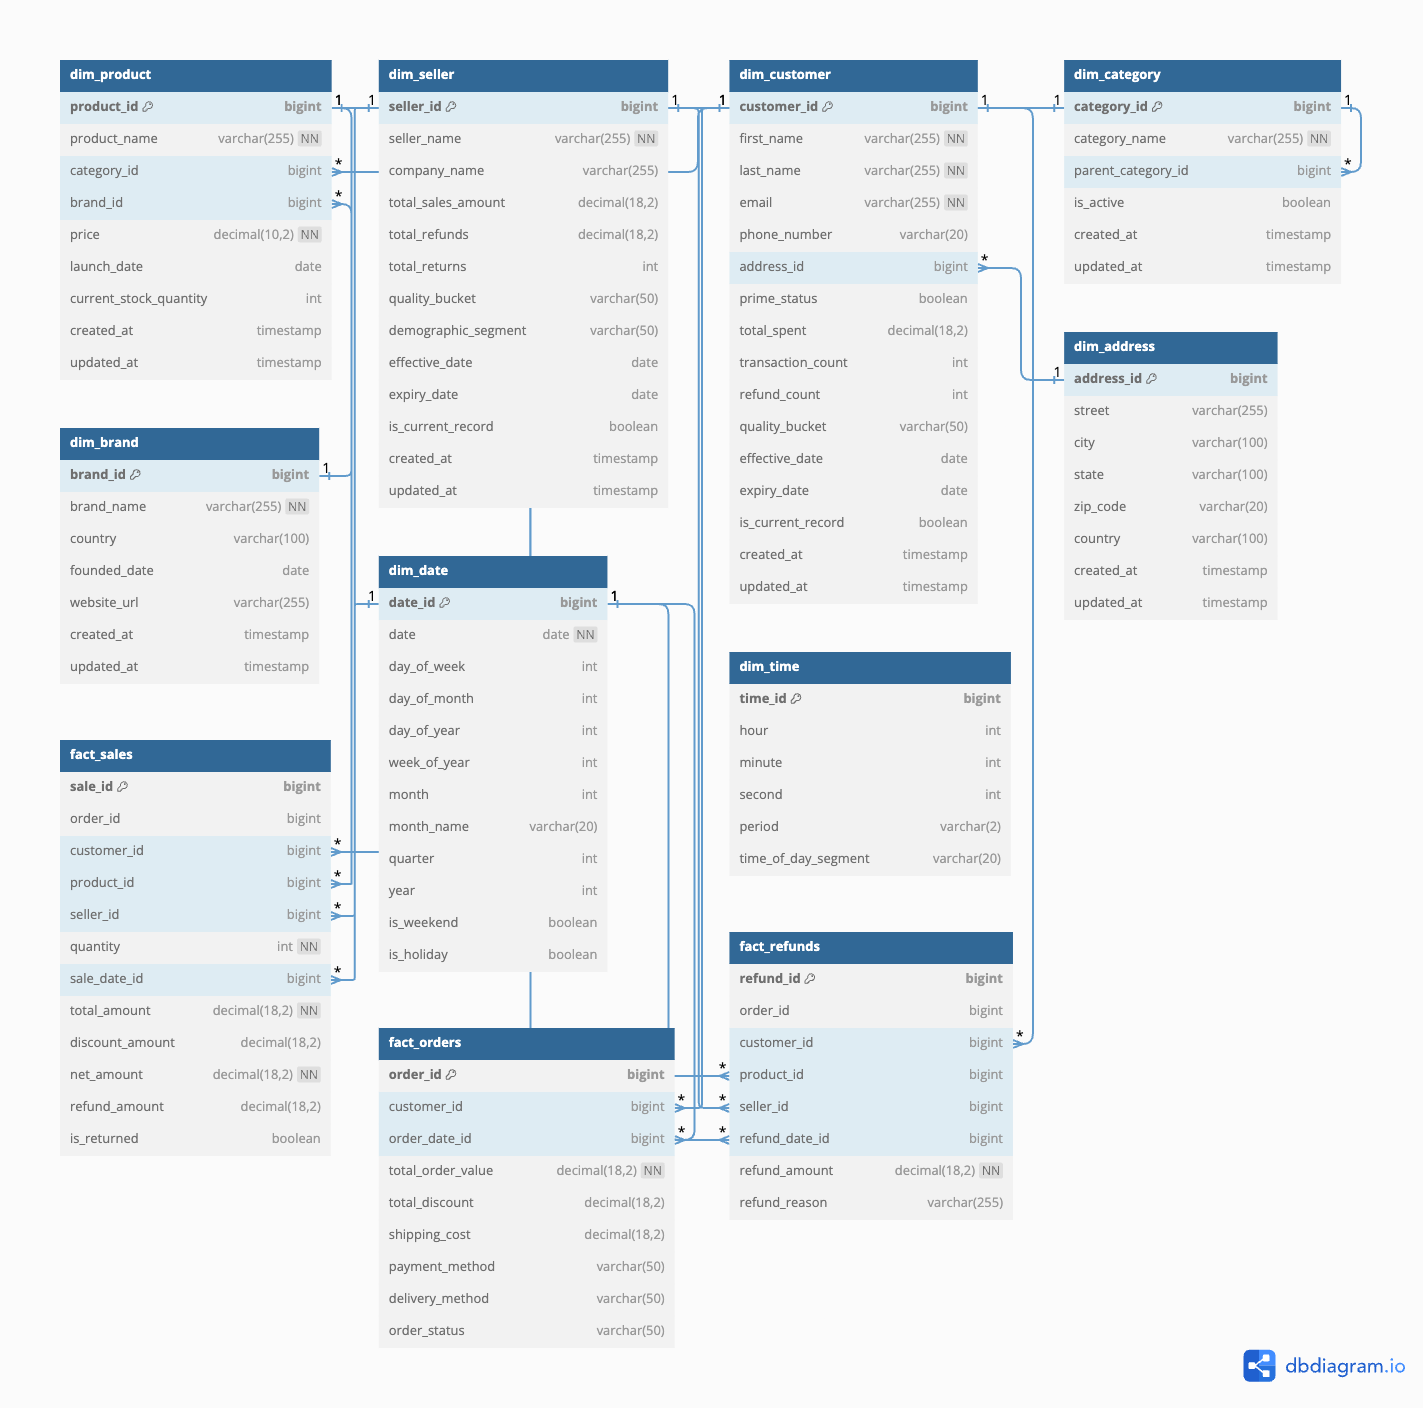 dim_product
product_id bigint
product_name varchar(255) NN
category_id bigint
brand_id bigint
price decimal(10,2) NN
launch_date date
current_stock_quantity int
created_at timestamp
updated_at timestamp
1
*
*
dim_brand
brand_id bigint
brand_name varchar(255) NN
country varchar(100)
founded_date date
website_url varchar(255)
created_at timestamp
updated_at timestamp
1
fact_sales
sale_id bigint
order_id bigint
customer_id bigint
product_id bigint
seller_id bigint
quantity int NN
sale_date_id bigint
total_amount decimal(18,2) NN
discount_amount decimal(18,2)
net_amount decimal(18,2) NN
refund_amount decimal(18,2)
is_returned boolean
*
*
*
*
dim_seller
1 seller_id bigint 1
seller_name varchar(255) NN
company_name varchar(255)
total_sales_amount decimal(18,2)
total_refunds decimal(18,2)
total_returns int
quality_bucket varchar(50)
demographic_segment varchar(50)
effective_date date
expiry_date date
is_current_record boolean
created_at timestamp
updated_at timestamp
dim_date
1 date_id bigint 1
date date NN
day_of_week int
day_of_month int
day_of_year int
week_of_year int
month int
month_name varchar(20)
quarter int
year int
is_weekend boolean
is_holiday boolean
fact_orders
order_id bigint
customer_id bigint *
order_date_id bigint *
total_order_value decimal(18,2) NN
total_discount decimal(18,2)
shipping_cost decimal(18,2)
payment_method varchar(50)
delivery_method varchar(50)
order_status varchar(50)
dim_customer
1 customer_id bigint 1
first_name varchar(255) NN
last_name varchar(255) NN
email varchar(255) NN
phone_number varchar(20)
address_id bigint *
prime_status boolean
total_spent decimal(18,2)
transaction_count int
refund_count int
quality_bucket varchar(50)
effective_date date
expiry_date date
is_current_record boolean
created_at timestamp
updated_at timestamp
dim_time
time_id bigint
hour int
minute int
second int
period varchar(2)
time_of_day_segment varchar(20)
fact_refunds
refund_id bigint
order_id bigint
customer_id bigint *
* product_id bigint
* seller_id bigint
* refund_date_id bigint
refund_amount decimal(18,2) NN
refund_reason varchar(255)
dim_category
1 category_id bigint 1
category_name varchar(255) NN
parent_category_id bigint *
is_active boolean
created_at timestamp
updated_at timestamp
dim_address
1 address_id bigint
street varchar(255)
city varchar(100)
state varchar(100)
zip_code varchar(20)
country varchar(100)
created_at timestamp
updated_at timestamp
dbdiagram.io